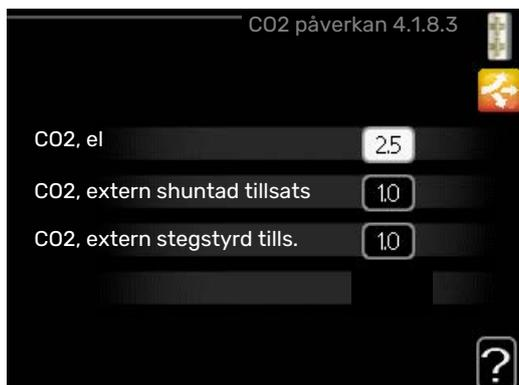 CO2 påverkan 4.1.8.3
CO2, el 2.5
CO2, extern shuntad tillsats 1.0
CO2, extern stegstyrd tills. 1.0
?